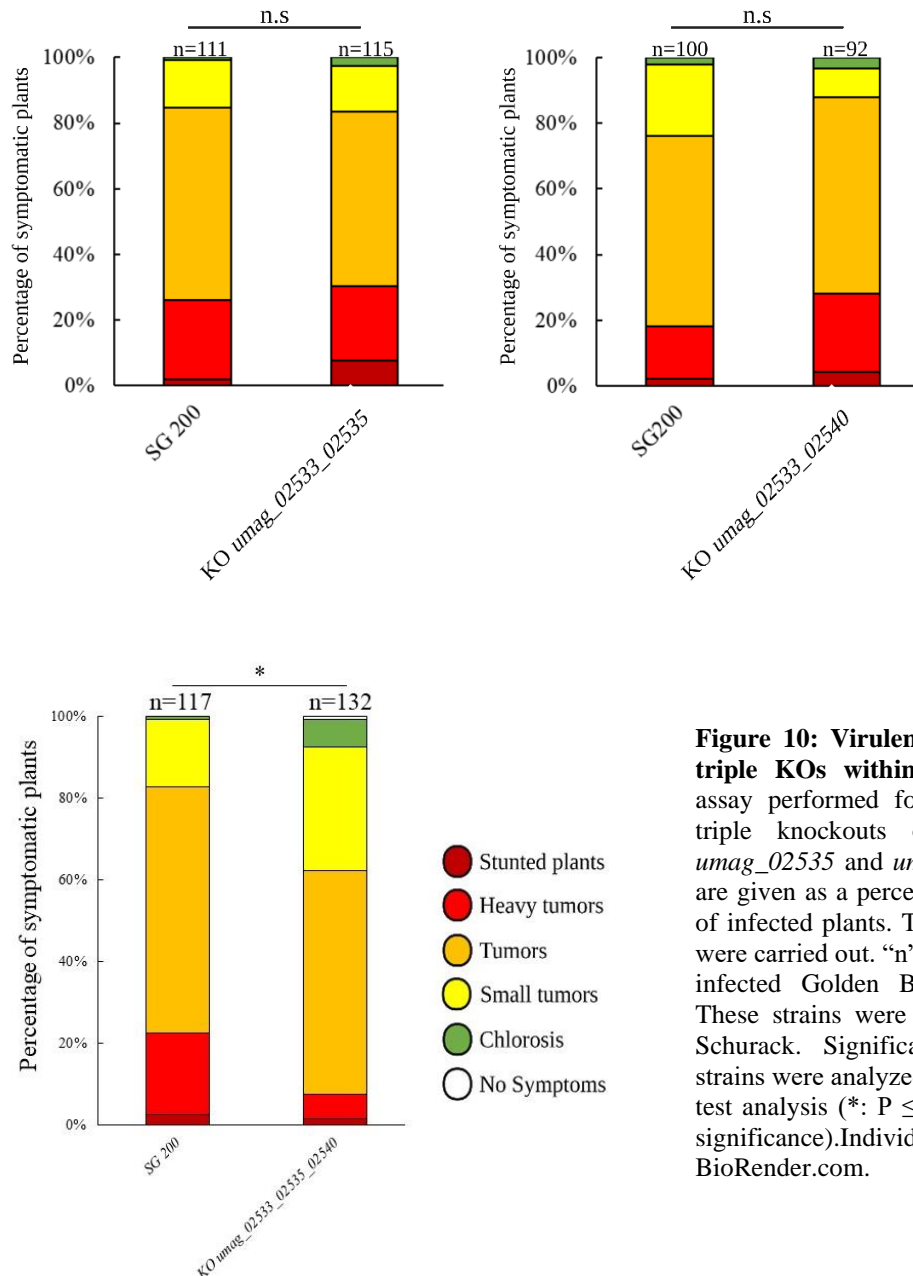 n.s
n=111
n=115
Percentage of symptomatic plants
100%
80%
60%
40%
20%
0%
SG 200
KO umag_02533_02535
n.s
n=100
n=92
Percentage of symptomatic plants
100%
80%
60%
40%
20%
0%
SG200
KO umag_02533_02540
*
n=117
n=132
Percentage of symptomatic plants
100%
80%
60%
40%
20%
0%
SG 200
KO umag_02533_02535_02540
Stunted plants
Heavy tumors
Tumors
Small tumors
Chlorosis
No Symptoms
Figure 10: Virulen
triple KOs within
assay performed fo
triple knockouts
umag_02535 and
are given as a perce
of infected plants. T
were carried out. “n”
infected Golden B
These strains were
Schurack. Significa
strains were analyze
test analysis (*: P ≤
significance).Individ
BioRender.com.